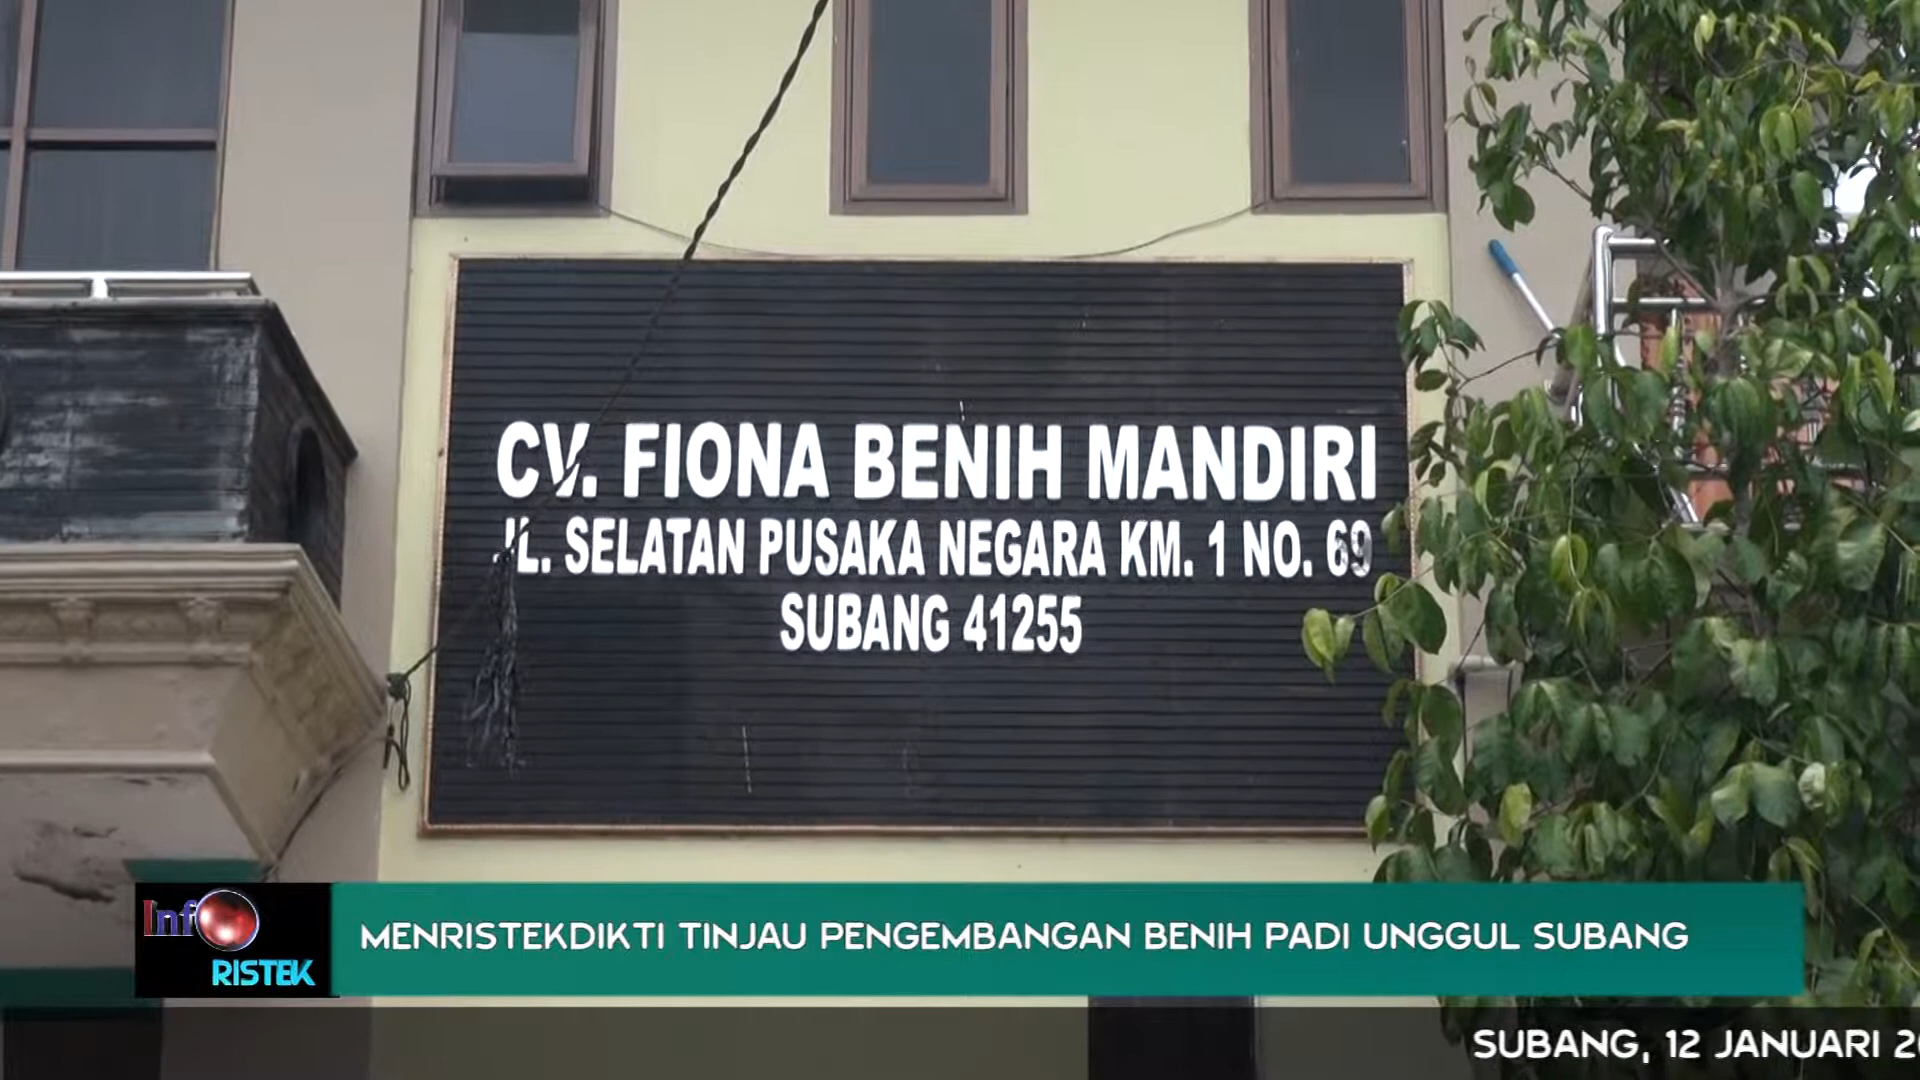 CV. FIONA BENIH MANDIRI
JL. SELATAN PUSAKA NEGARA KM. 1 NO. 69
SUBANG 41255
Info
RISTEK
MENRISTEKDIKTI TINJAU PENGEMBANGAN BENIH PADI UNGGUL SUBANG
SUBANG, 12 JANUARI